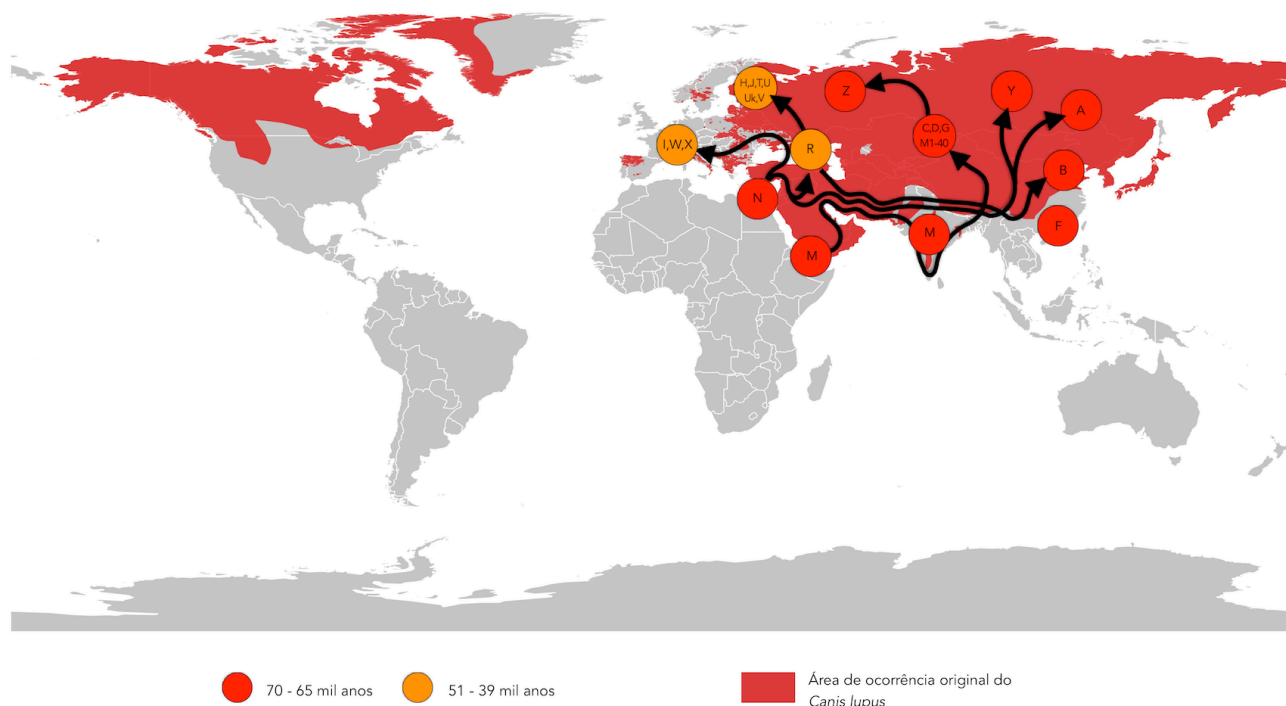 H,J,T,U
Uk,V
Z
Y
A
C,D,G
M1-40
I,W,X
R
B
N
M
F
M
70 - 65 mil anos
51 - 39 mil anos
Área de ocorrência original do
Canis lupus